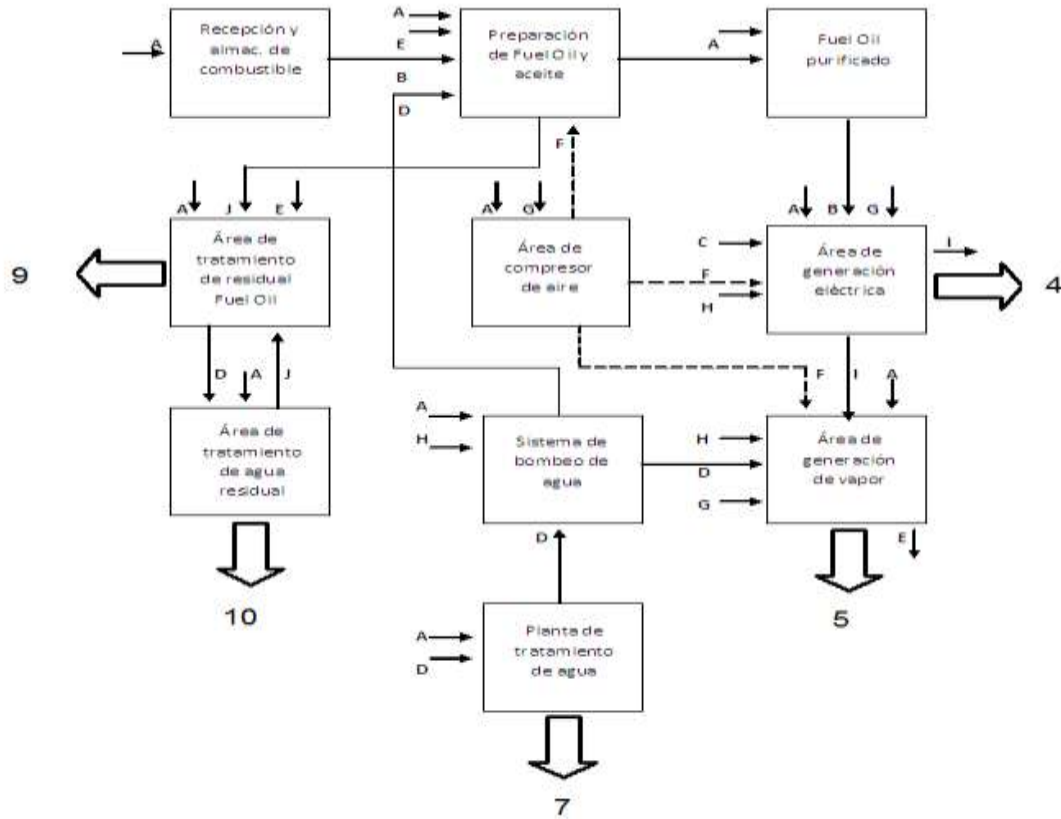 A
Recepción y
almac. de
combustible
A
E
B
D
Preparación
de Fuel Oil y
aceite
A
Fuel Oil
purificado
F
A
J
E
A
G
A
B
G
9
Área de
tratamiento
de residual
Fuel Oil
Área de
compresor
de aire
C
F
H
Área de
generación
eléctrica
I
4
D
A
J
F
I
A
Área de
tratamiento
de agua
residual
A
H
Sistema de
bombeo de
agua
H
D
G
Área de
generación
de vapor
D
E
10
5
A
D
Planta de
tratamiento
de agua
7